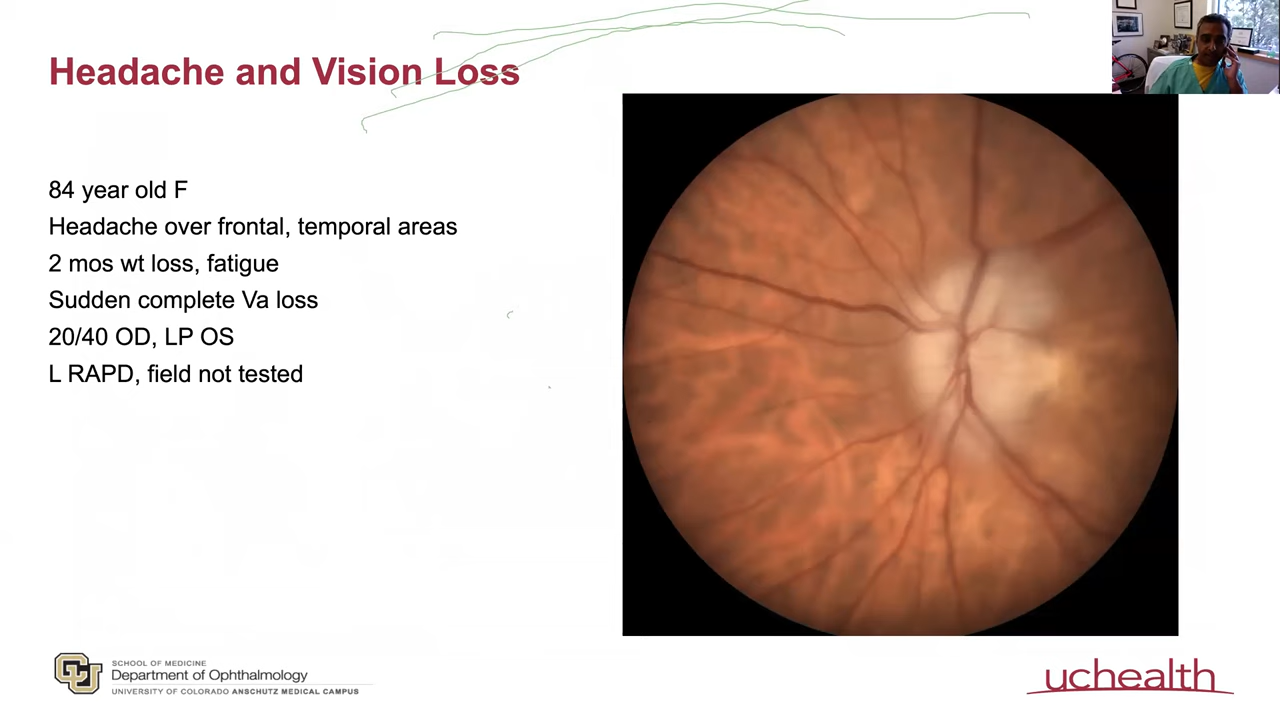 Headache and Vision Loss
84 year old F
Headache over frontal, temporal areas
2 mos wt loss, fatigue
Sudden complete Va loss
20/40 OD, LP OS
L RAPD, field not tested
CU
SCHOOL OF MEDICINE
Department of Ophthalmology
UNIVERSITY OF COLORADO ANSCHUTZ MEDICAL CAMPUS
uchealth